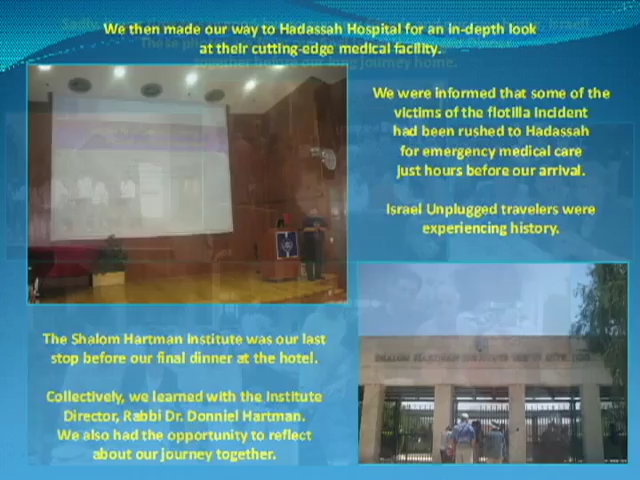 We then made our way to Hadassah Hospital for an in-depth look
at their cutting-edge medical facility.
We were informed that some of the
victims of the flotilla incident
had been rushed to Hadassah
for emergency medical care
just hours before our arrival.
Israel Unplugged travelers were
experiencing history.
The Shalom Hartman Institute was our last
stop before our final dinner at the hotel.
Collectively, we learned with the Institute
Director, Rabbi Dr. Donniel Hartman.
We also had the opportunity to reflect
about our journey together.
SHALOM HARTMAN INSTITUTE